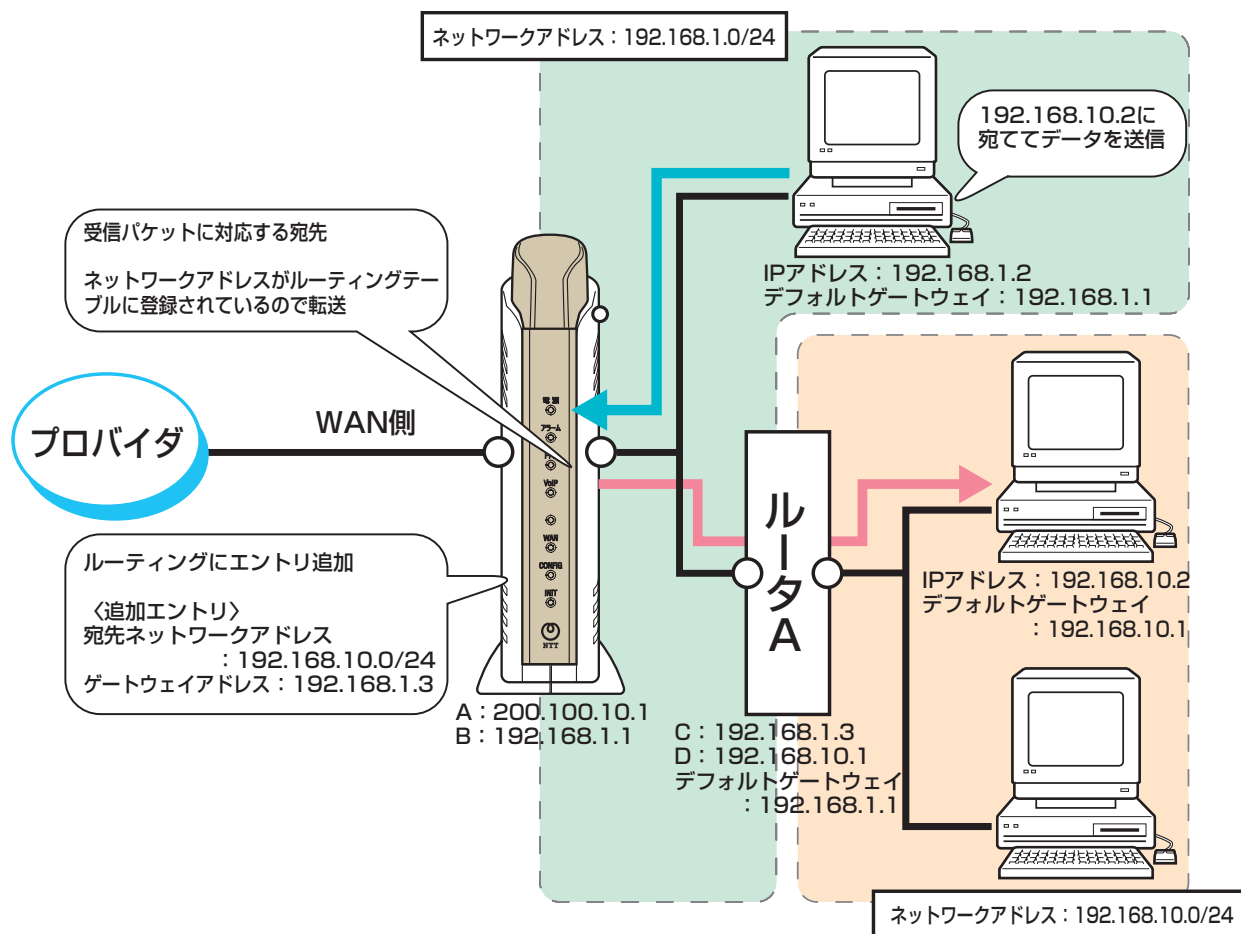 ネットワークアドレス：192.168.1.0/24
192.168.10.2に
宛ててデータを送信
受信パケットに対応する宛先
ネットワークアドレスがルーティングテー
ブルに登録されているので転送
IPアドレス：192.168.1.2
デフォルトゲートウェイ：192.168.1.1
プロバイダ
WAN側
電源
アラーム
VoIP
WAN
CONFIG
INIT
NTT
ルータA
IPアドレス：192.168.10.2
デフォルトゲートウェイ
：192.168.10.1
ルーティングにエントリ追加
〈追加エントリ〉
宛先ネットワークアドレス
：192.168.10.0/24
ゲートウェイアドレス：192.168.1.3
A：200.100.10.1
B：192.168.1.1
C：192.168.1.3
D：192.168.10.1
デフォルトゲートウェイ
：192.168.1.1
ネットワークアドレス：192.168.10.0/24